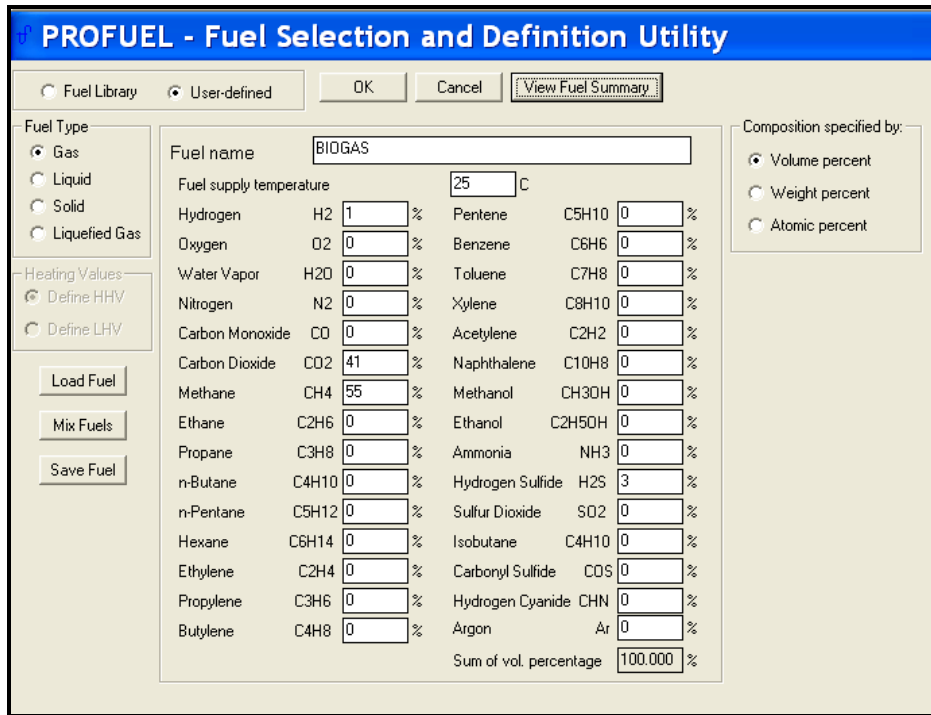 PROFUEL - Fuel Selection and Definition Utility
Fuel Library
User-defined
OK
Cancel
View Fuel Summary
Fuel Type
Gas
Liquid
Solid
Liquefied Gas
Heating Values
Define HHV
Define LHV
Load Fuel
Mix Fuels
Save Fuel
Fuel name BIOGAS
Fuel supply temperature 25 C
Hydrogen H2 1 % Pentene C5H10 0 %
Oxygen O2 0 % Benzene C6H6 0 %
Water Vapor H2O 0 % Toluene C7H8 0 %
Nitrogen N2 0 % Xylene C8H10 0 %
Carbon Monoxide CO 0 % Acetylene C2H2 0 %
Carbon Dioxide CO2 41 % Naphthalene C10H8 0 %
Methane CH4 55 % Methanol CH3OH 0 %
Ethane C2H6 0 % Ethanol C2H5OH 0 %
Propane C3H8 0 % Ammonia NH3 0 %
n-Butane C4H10 0 % Hydrogen Sulfide H2S 3 %
n-Pentane C5H12 0 % Sulfur Dioxide SO2 0 %
Hexane C6H14 0 % Isobutane C4H10 0 %
Ethylene C2H4 0 % Carbonyl Sulfide COS 0 %
Propylene C3H6 0 % Hydrogen Cyanide CHN 0 %
Butylene C4H8 0 % Argon Ar 0 %
Sum of vol. percentage 100.000 %
Composition specified by:
Volume percent
Weight percent
Atomic percent